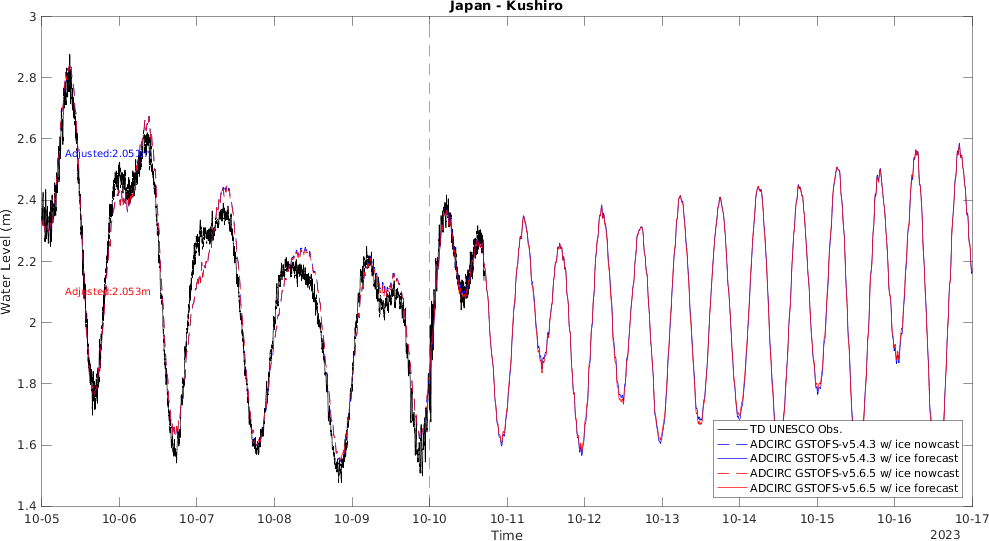 Japan - Kushiro
3
2.8
2.6
2.4
2.2
2
1.8
1.6
1.4
Water Level (m)
Adjusted:2.051m
Adjusted:2.053m
TD UNESCO Obs.
ADCIRC GSTOFS-v5.4.3 w/ ice nowcast
ADCIRC GSTOFS-v5.4.3 w/ ice forecast
ADCIRC GSTOFS-v5.6.5 w/ ice nowcast
ADCIRC GSTOFS-v5.6.5 w/ ice forecast
10-05 10-06 10-07 10-08 10-09 10-10 10-11 10-12 10-13 10-14 10-15 10-16 10-17
Time
2023